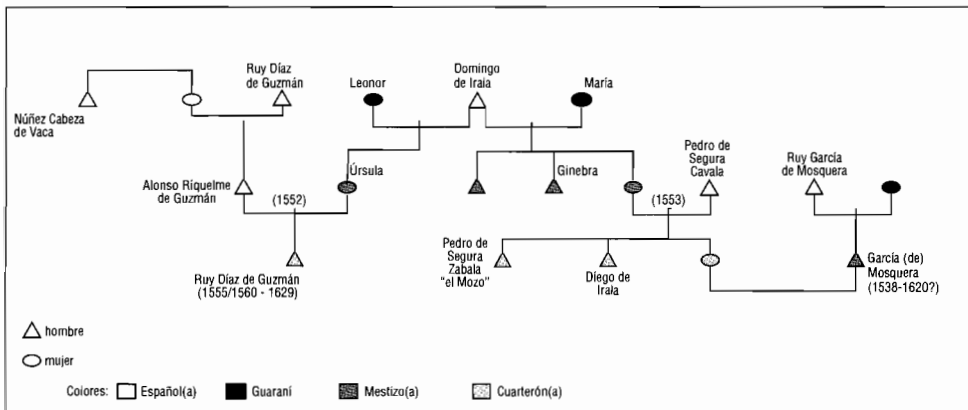 Ruy Díaz
de Guzmán
Leonor
Domingo
de Iraia
María
Núñez Cabeza
de Vaca
Pedro de
Segura
Cavala
Ruy García
de Mosquera
Úrsula
Ginebra
Alonso Riquelme
de Guzmán
(1552)
(1553)
Ruy Díaz de Guzmán
(1555/1560 - 1629)
Pedro de
Segura
Zabala
"el Mozo"
Diego de
Irala
García (de)
Mosquera
(1538-1620?)
hombre
mujer
Colores: Español(a) Guaraní Mestizo(a) Cuarterón(a)